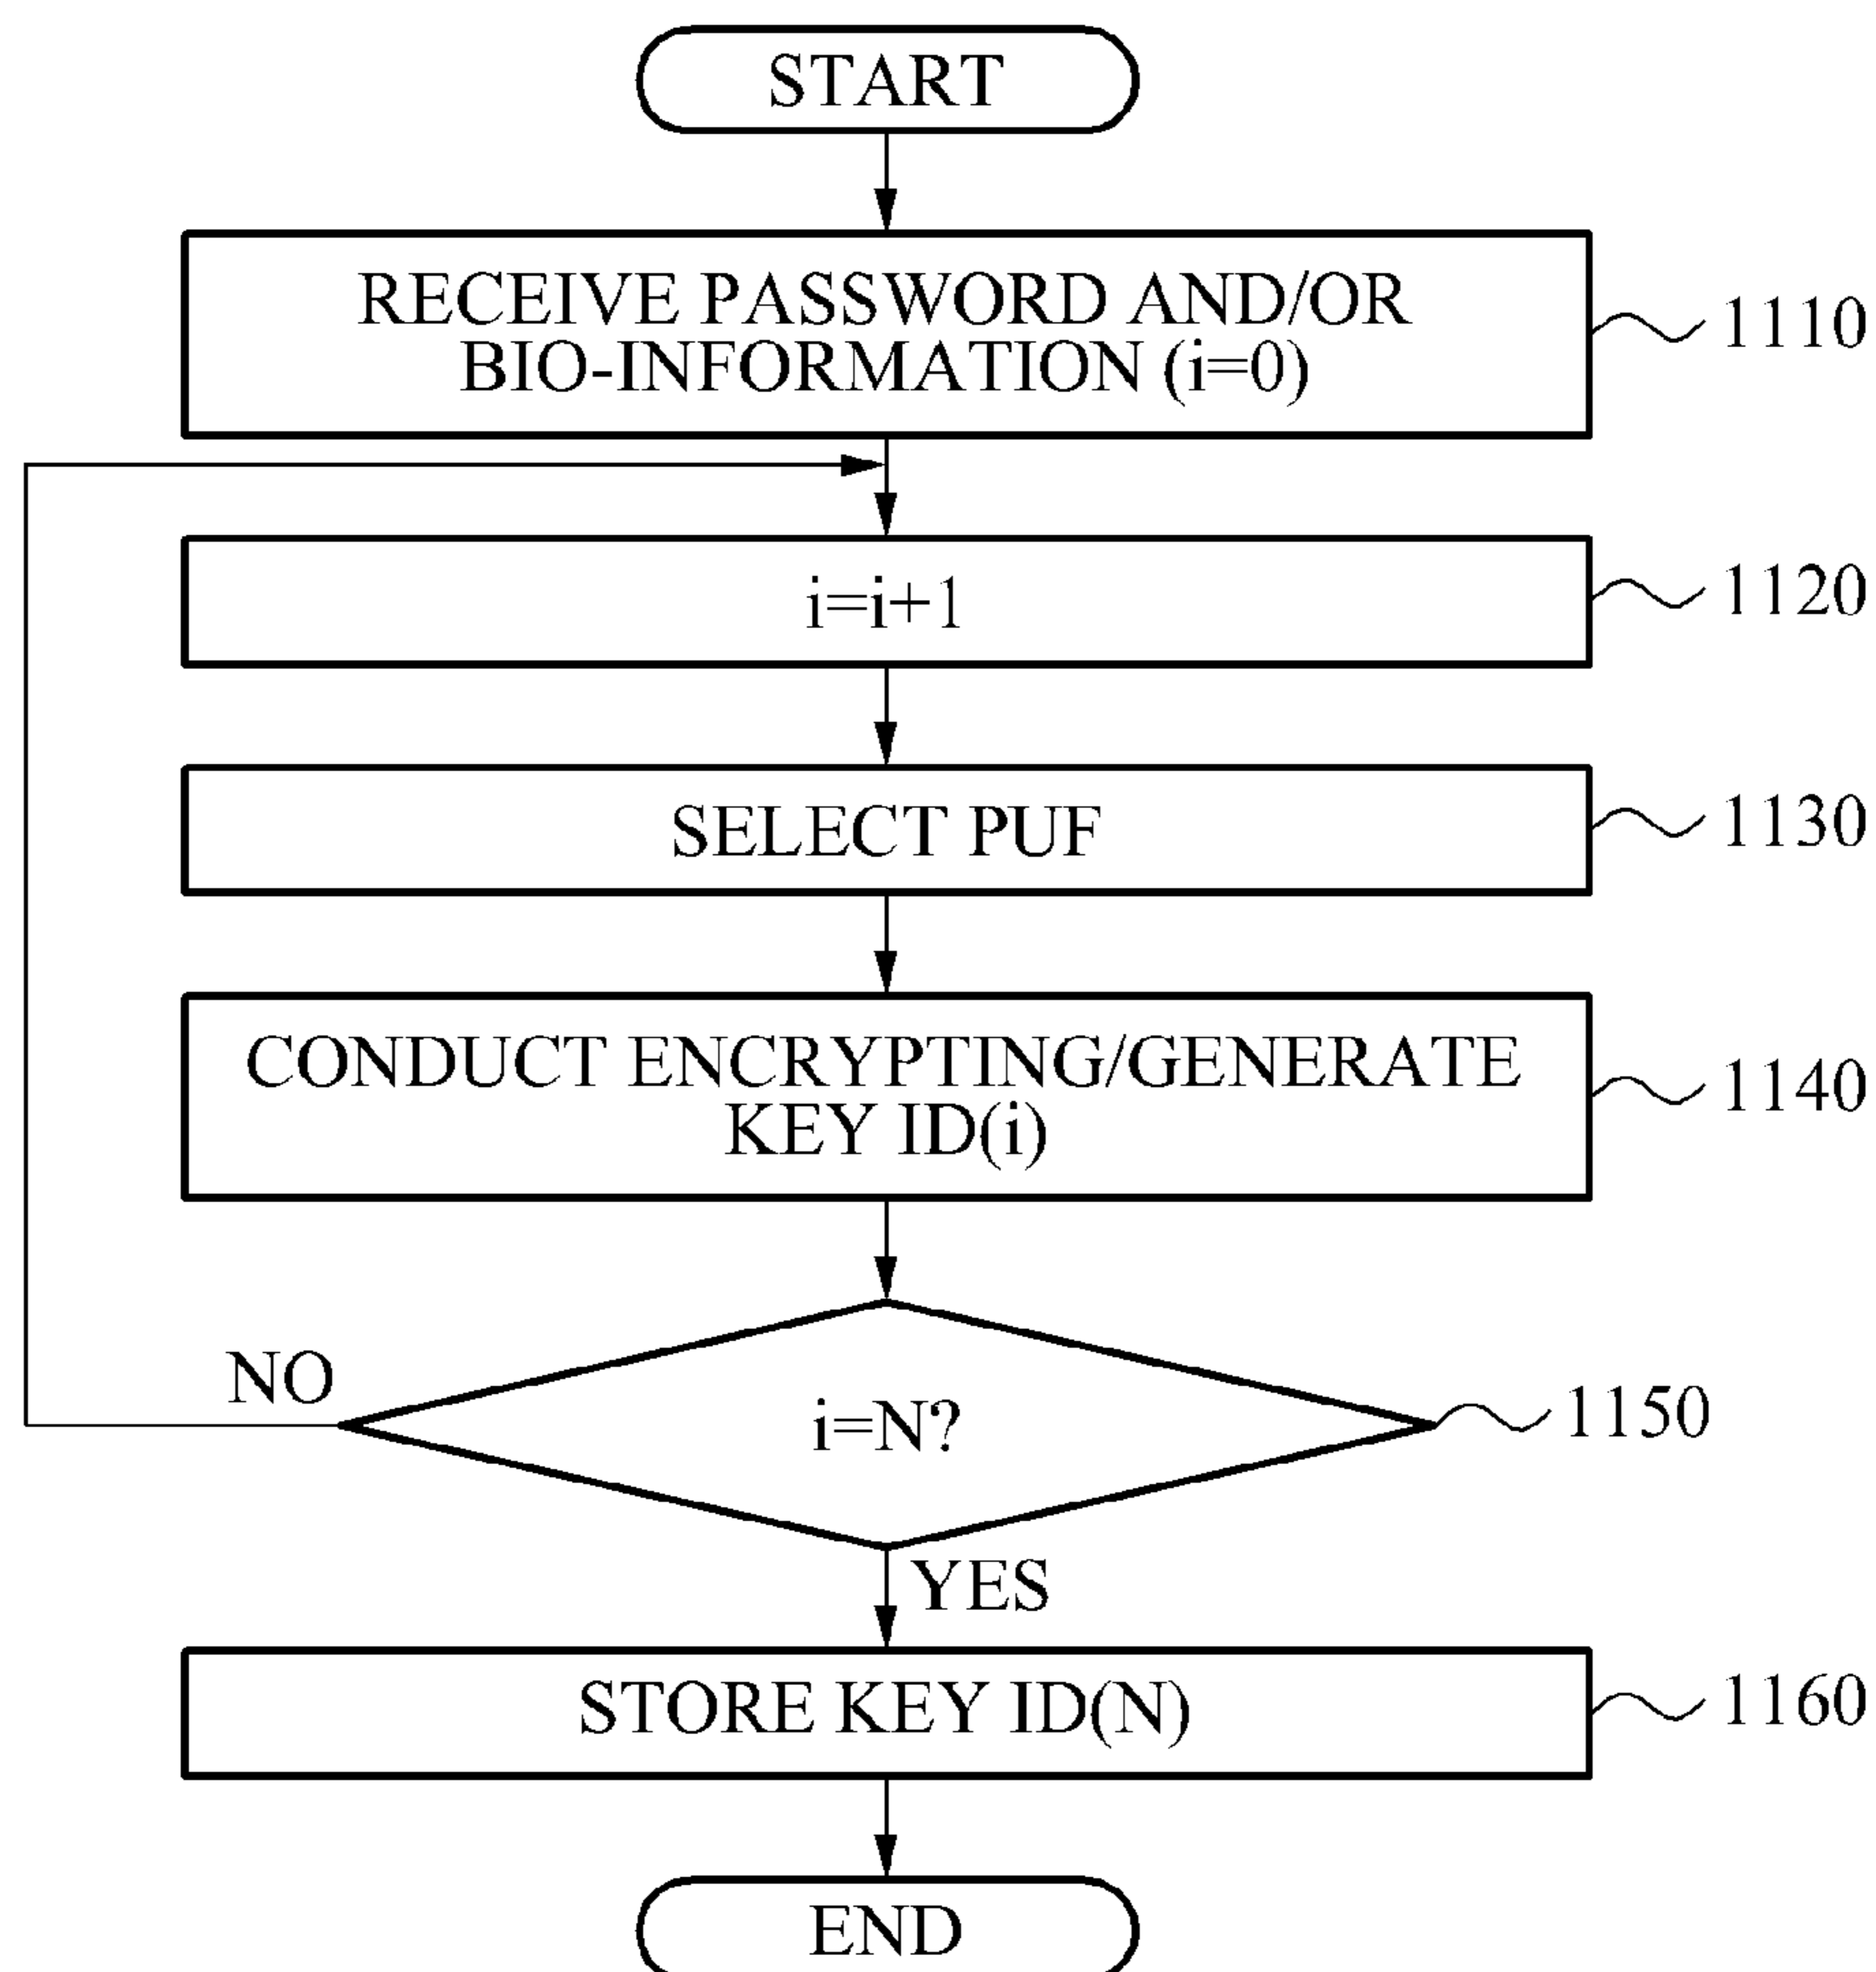 START
RECEIVE PASSWORD AND/OR
BIO-INFORMATION (i=0)
1110
i=i+1
1120
SELECT PUF
1130
CONDUCT ENCRYPTING/GENERATE
KEY ID(i)
1140
NO
i=N?
1150
YES
STORE KEY ID(N)
1160
END